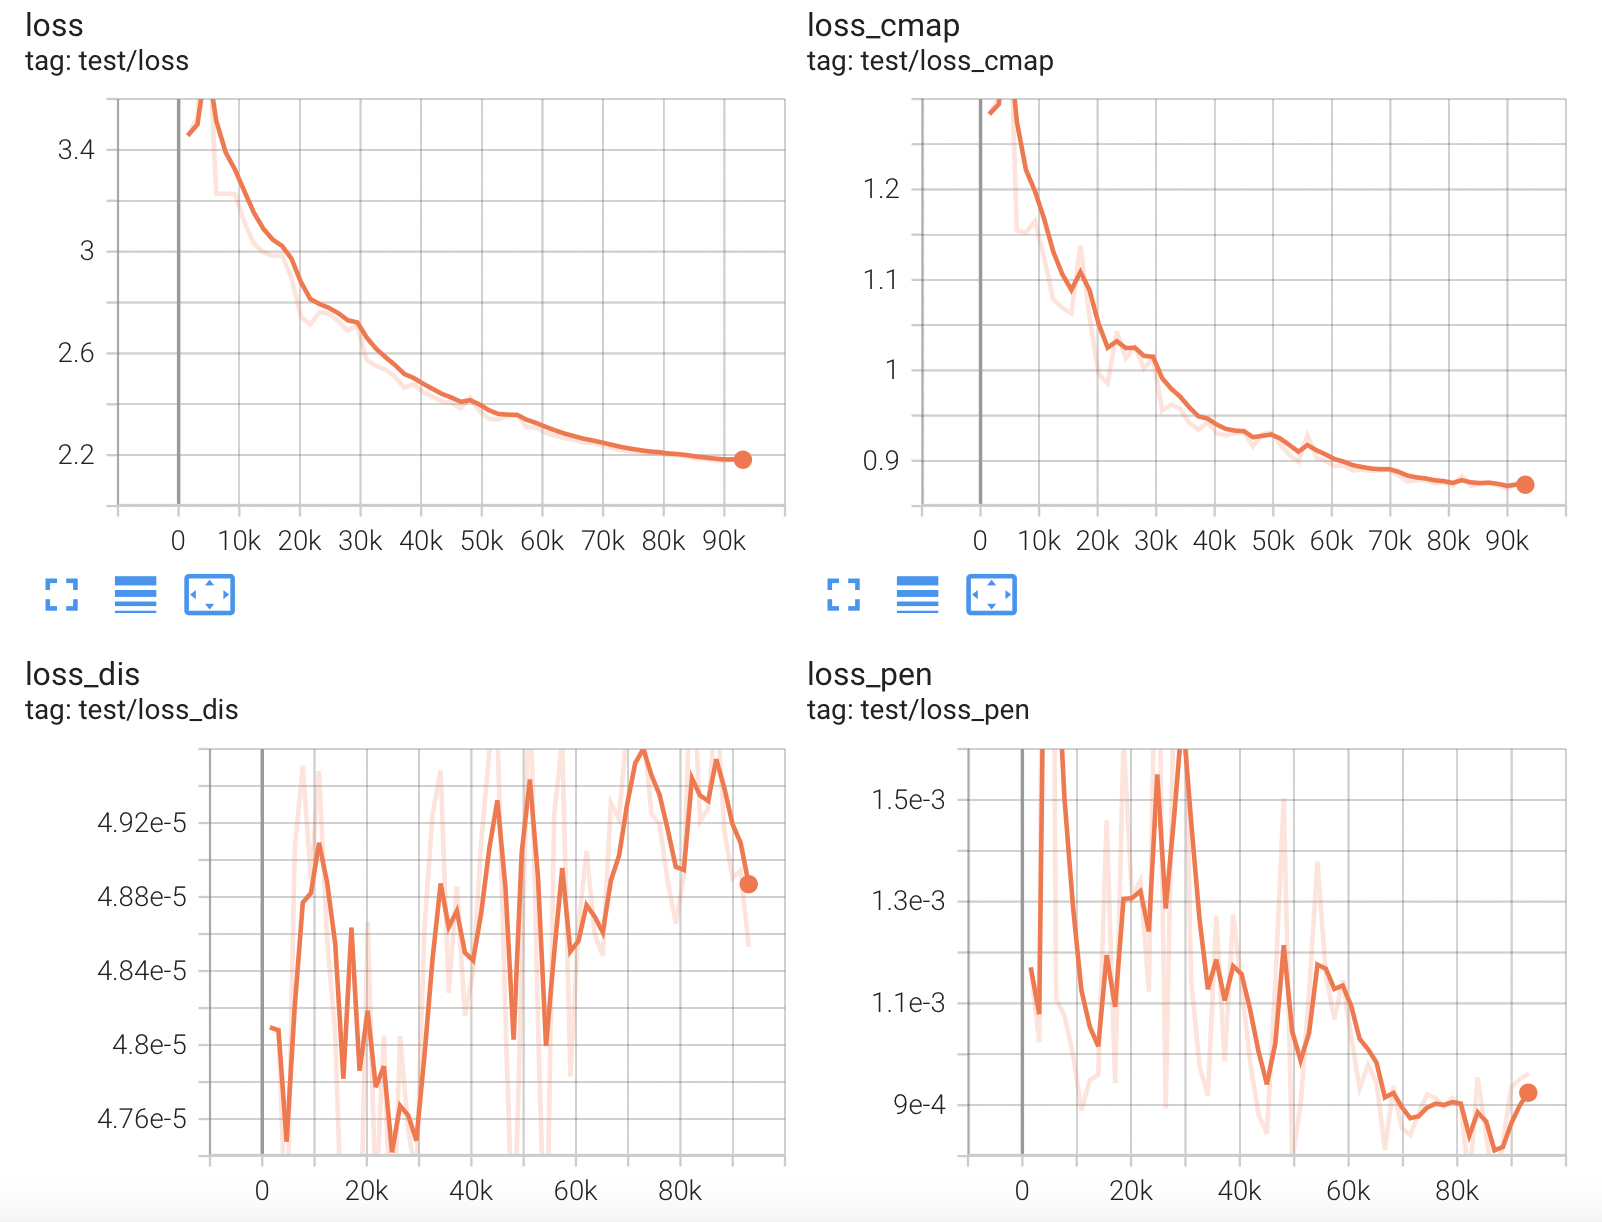 loss
tag: test/loss
3.4
3
2.6
2.2
0 10k 20k 30k 40k 50k 60k 70k 80k 90k
loss_cmap
tag: test/loss_cmap
1.2
1.1
1
0.9
0 10k 20k 30k 40k 50k 60k 70k 80k 90k
loss_dis
tag: test/loss_dis
4.92e-5
4.88e-5
4.84e-5
4.8e-5
4.76e-5
0 20k 40k 60k 80k
loss_pen
tag: test/loss_pen
1.5e-3
1.3e-3
1.1e-3
9e-4
0 20k 40k 60k 80k